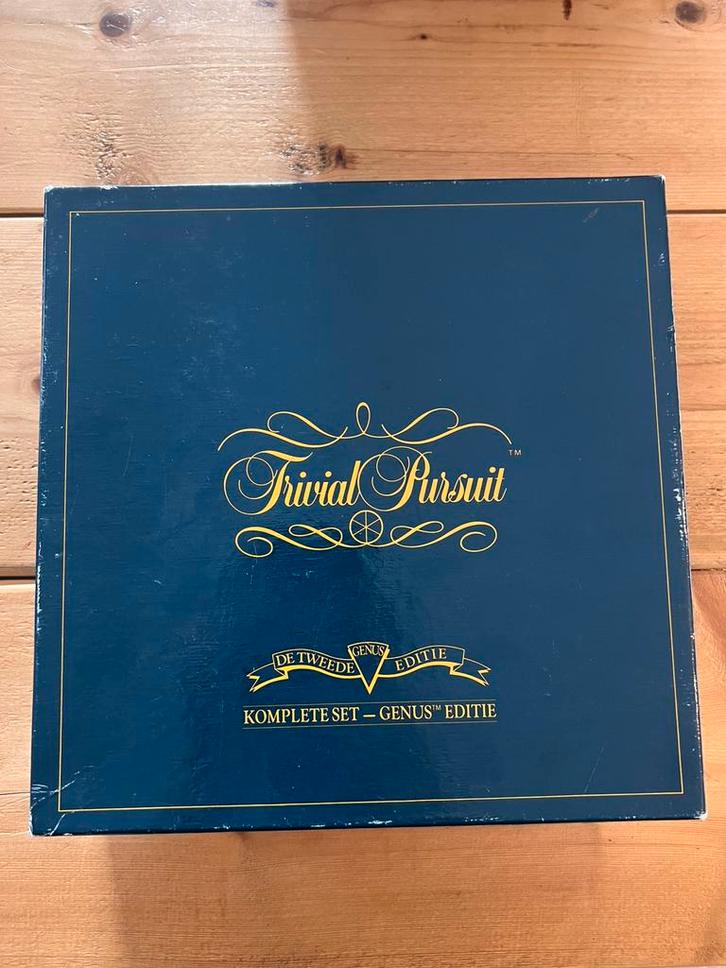 Trivial Pursuit™
DE TWEEDE GENUS EDITIE
KOMPLETE SET – GENUS™ EDITIE